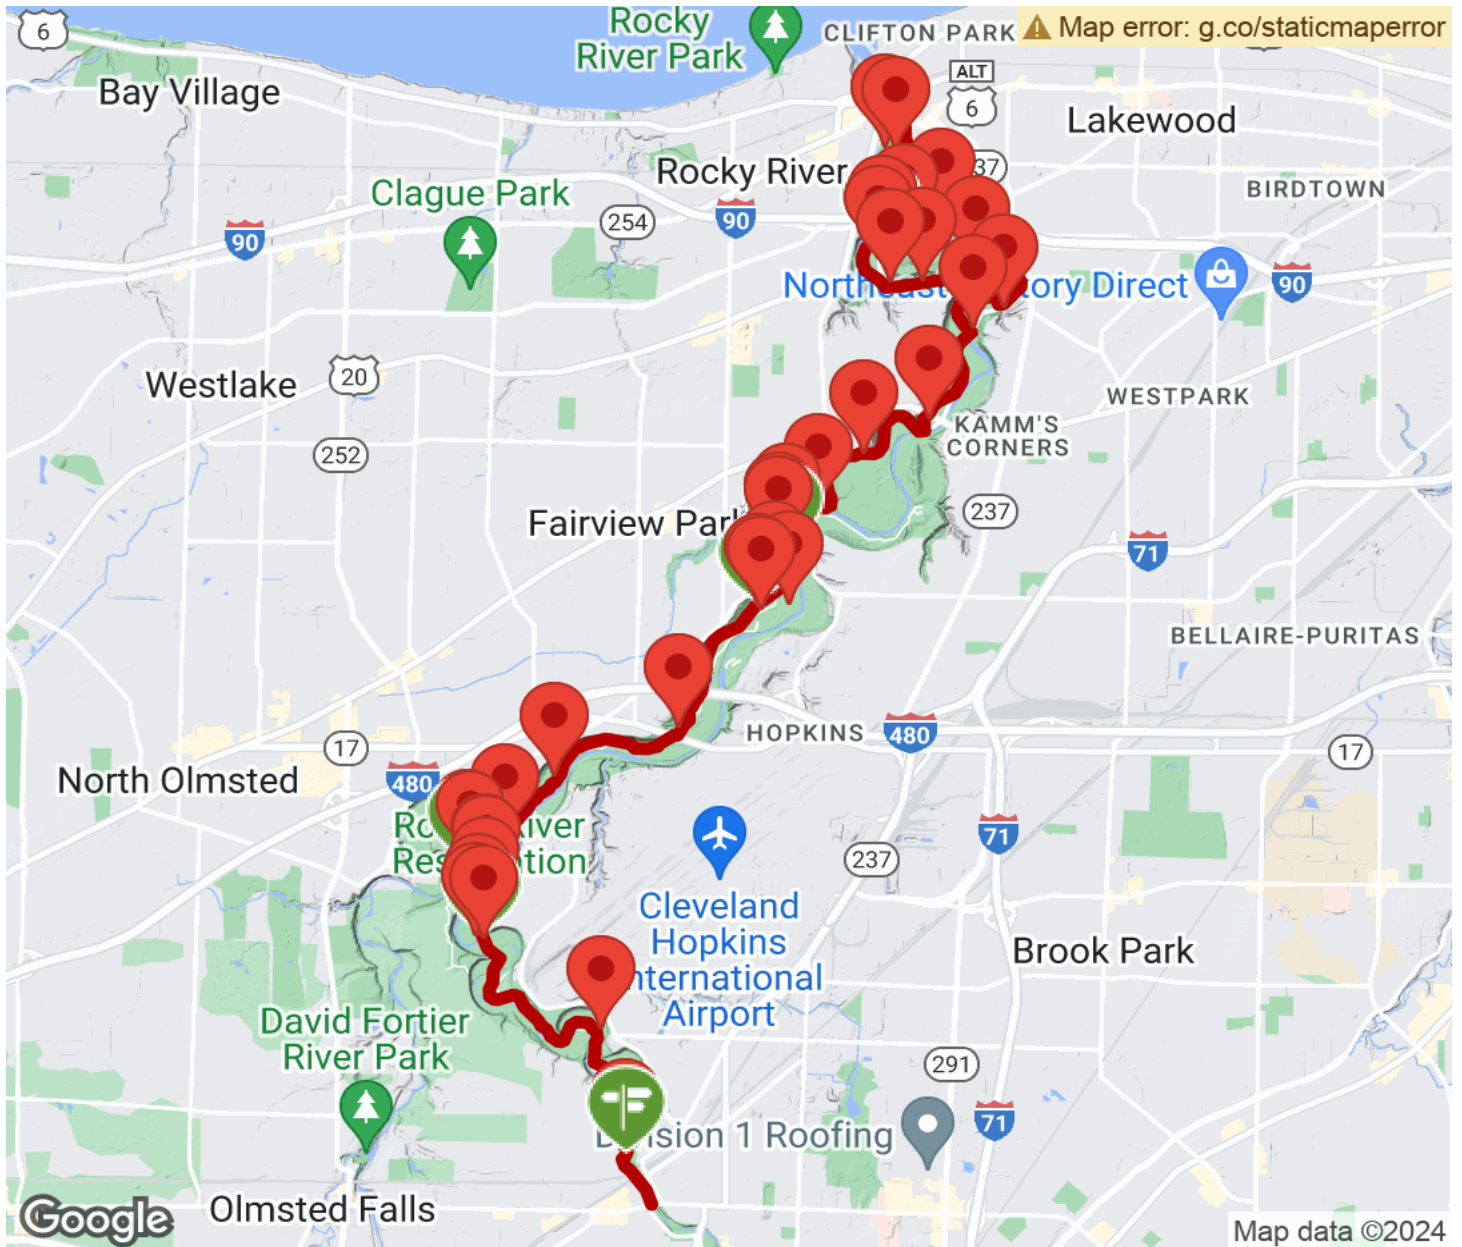 6
Rocky
River Park
CLIFTON PARK
Map error: g.co/staticmaperror
Bay Village
ALT
6
Lakewood
Rocky River
37
BIRDTOWN
Clague Park
254
90
90
Direct
90
20
Westlake
WESTPARK
KAMM'S
CORNERS
252
237
Fairview Par
71
BELLAIRE-PURITAS
HOPKINS
480
17
17
North Olmsted
480
71
237
Cleveland
Hopkins
nternational
Airport
Brook Park
David Fortier
River Park
291
71
1 Roofing
Olmsted Falls
Google
Map data ©2024